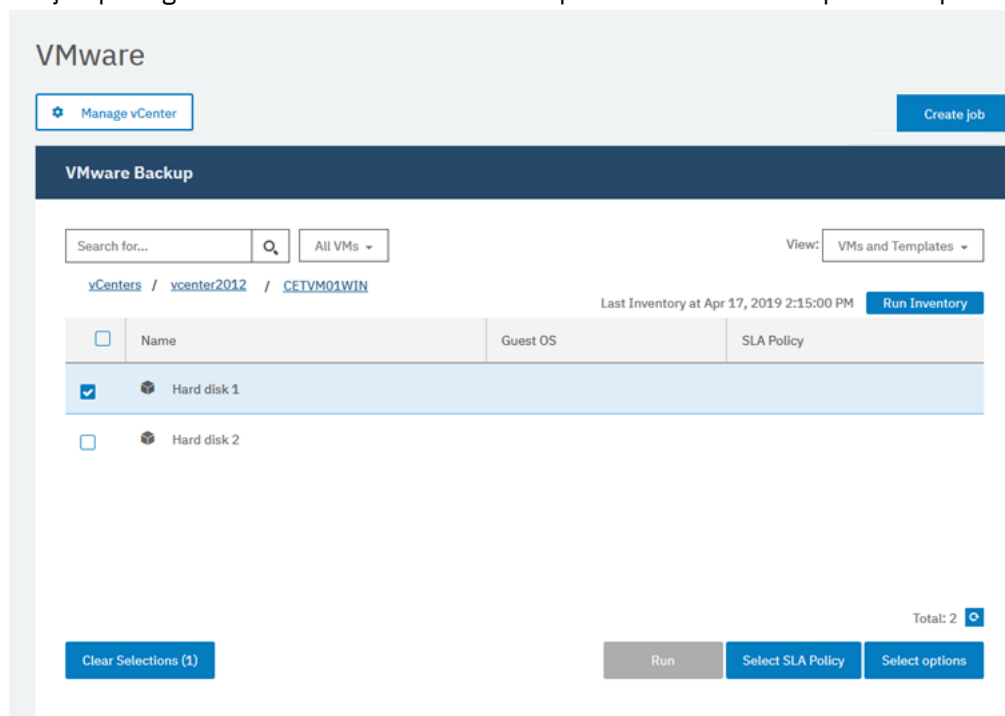 VMware
Manage vCenter
Create job
VMware Backup
Search for...
All VMs
View: VMs and Templates
vCenters / vcenter2012 / CETVM01WIN
Last Inventory at Apr 17, 2019 2:15:00 PM Run Inventory
Name Guest OS SLA Policy
Hard disk 1
Hard disk 2
Total: 2
Clear Selections (1) Run Select SLA Policy Select options